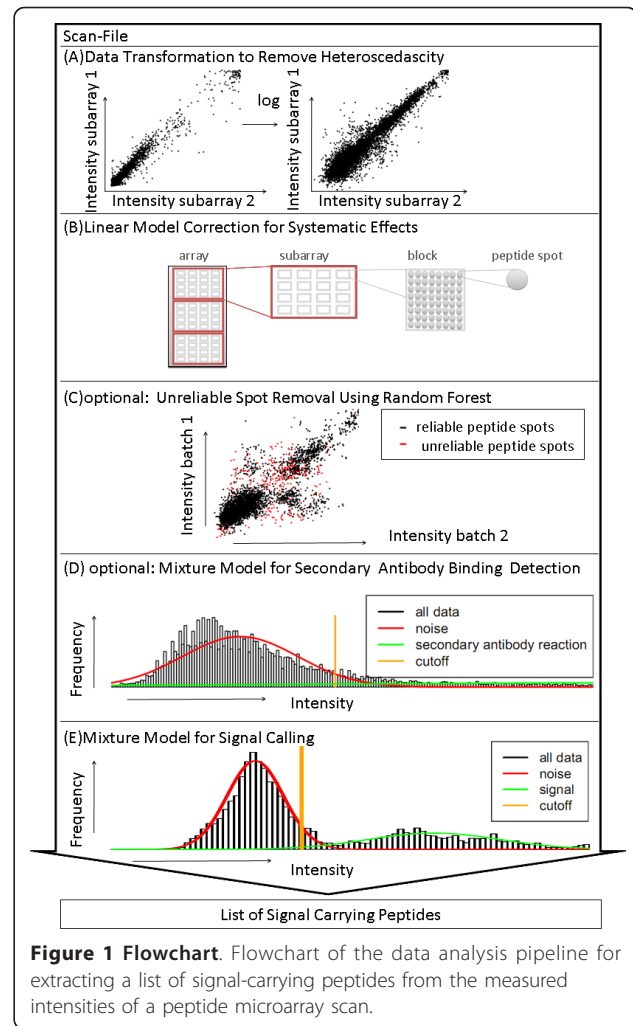 Scan-File
(A)Data Transformation to Remove Heteroscedascity
Intensity subarray 1
Intensity subarray 2
log
Intensity subarray 1
Intensity subarray 2
(B)Linear Model Correction for Systematic Effects
array
subarray
block
peptide spot
(C)optional: Unreliable Spot Removal Using Random Forest
Intensity batch 1
Intensity batch 2
reliable peptide spots
unreliable peptide spots
(D) optional: Mixture Model for Secondary Antibody Binding Detection
Frequency
Intensity
all data
noise
secondary antibody reaction
cutoff
(E)Mixture Model for Signal Calling
Frequency
Intensity
all data
noise
signal
cutoff
List of Signal Carrying Peptides
Figure 1 Flowchart. Flowchart of the data analysis pipeline for
extracting a list of signal-carrying peptides from the measured
intensities of a peptide microarray scan.